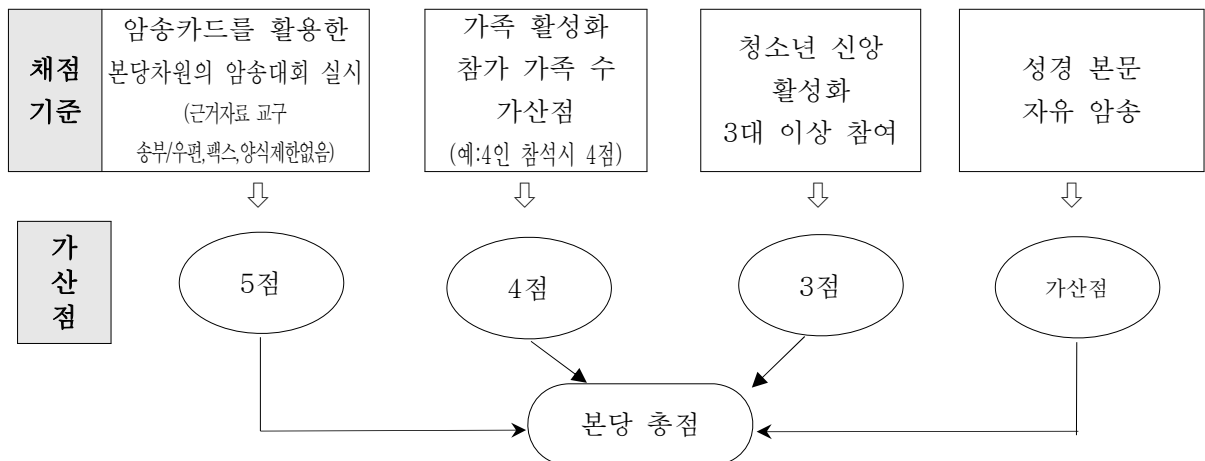 채점
기준
암송카드를 활용한
본당차원의 암송대회 실시
(근거자료 교구
송부/우편,팩스,양식제한없음)
가족 활성화
참가 가족 수
가산점
(예:4인 참석시 4점)
청소년 신앙
활성화
3대 이상 참여
성경 본문
자유 암송
가
산
점
5점
4점
3점
가산점
본당 총점